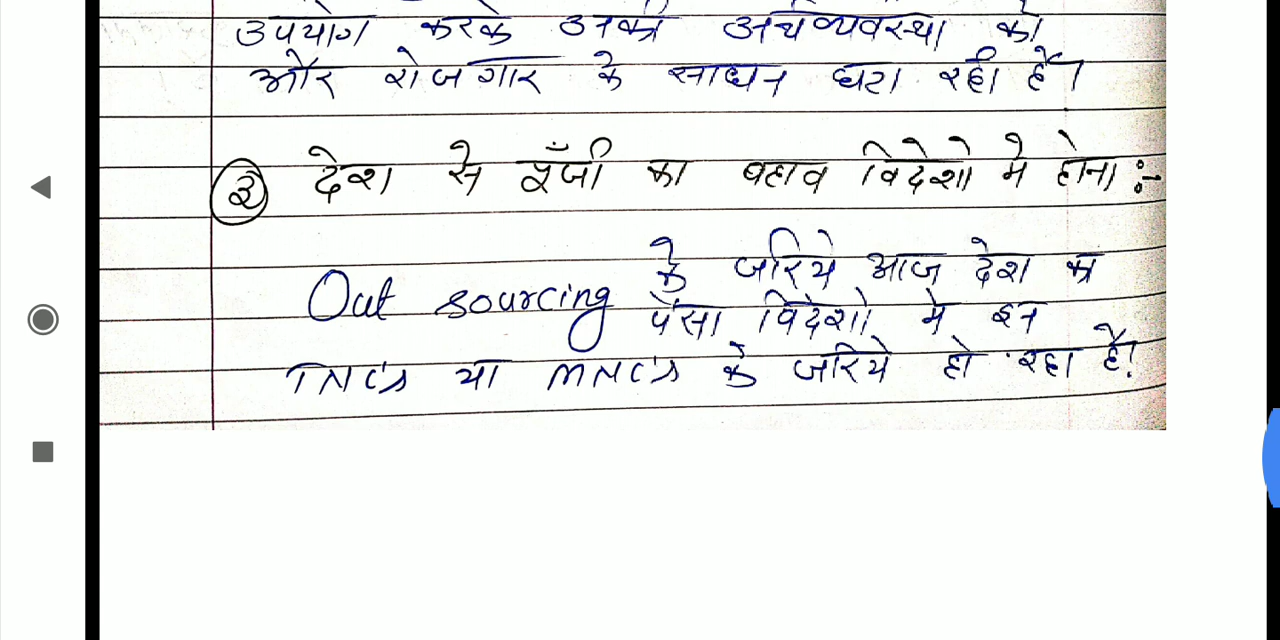 उपयोग करके उनकी अर्थव्यवस्था को
और रोजगार के साधन घटा रही हैं।
३ देश से पूँजी का बहाव विदेशो मे होना :-
Out sourcing के जरिये आज देश का
पैसा विदेशो मे इन
TNC's या MNC's के जरिये हो रहा है।